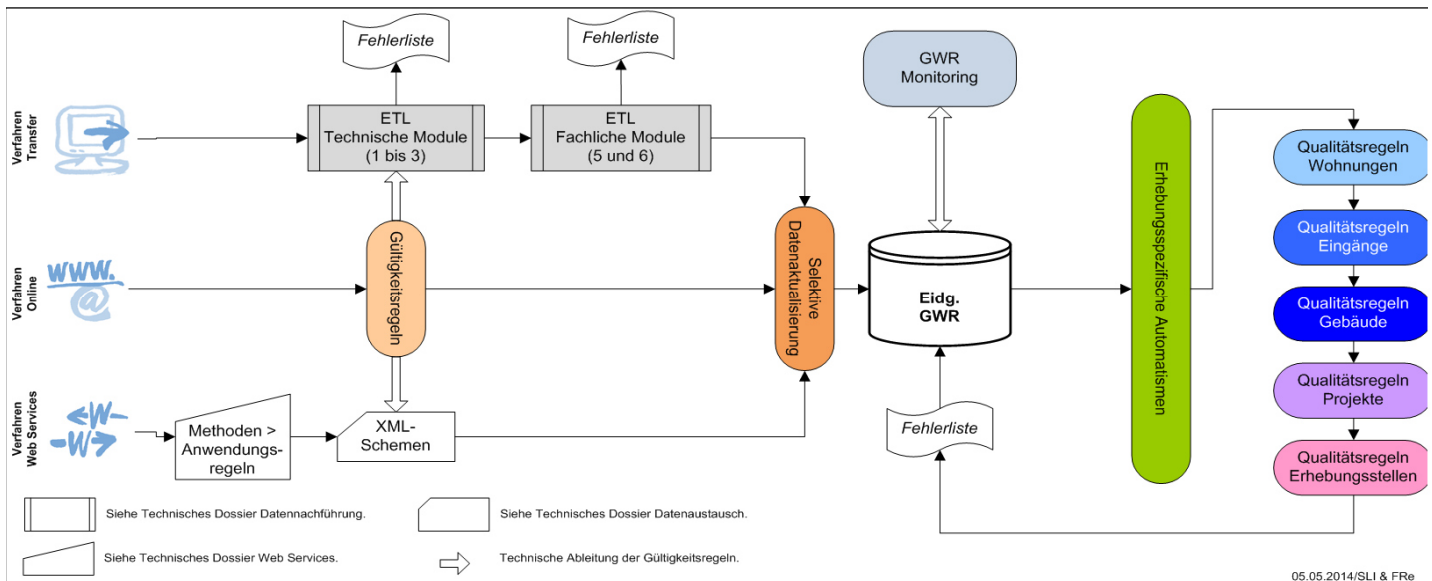 Fehlerliste
Fehlerliste
GWR
Monitoring
Verfahren
Transfer
ETL
Technische Module
(1 bis 3)
ETL
Fachliche Module
(5 und 6)
Qualitätsregeln
Wohnungen
Verfahren
Online
www.
@
Gültigkeitsregeln
Selektive
Datenaktualisierung
Eidg.
GWR
Erhebungsspezifische Automatismen
Qualitätsregeln
Eingänge
Qualitätsregeln
Gebäude
Qualitätsregeln
Projekte
Verfahren
Web Services
<W-
-W>
Methoden >
Anwendungs-
regeln
XML-
Schemen
Fehlerliste
Qualitätsregeln
Erhebungsstellen
Siehe Technisches Dossier Datennachführung.
Siehe Technisches Dossier Datenaustausch.
Siehe Technisches Dossier Web Services.
Technische Ableitung der Gültigkeitsregeln.
05.05.2014/SLI & FRe